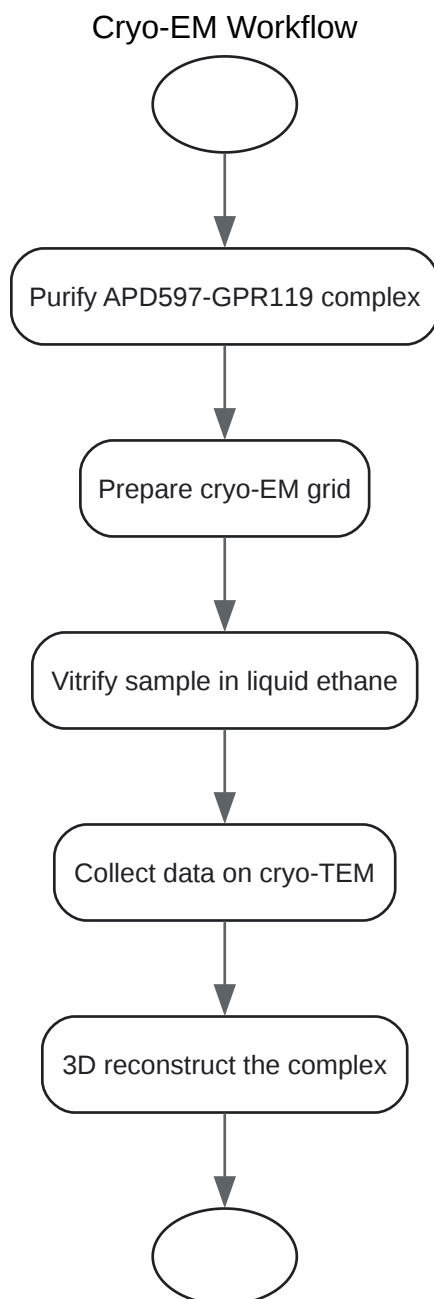 Cryo-EM Workflow
Purify APD597-GPR119 complex
Prepare cryo-EM grid
Vitrify sample in liquid ethane
Collect data on cryo-TEM
3D reconstruct the complex